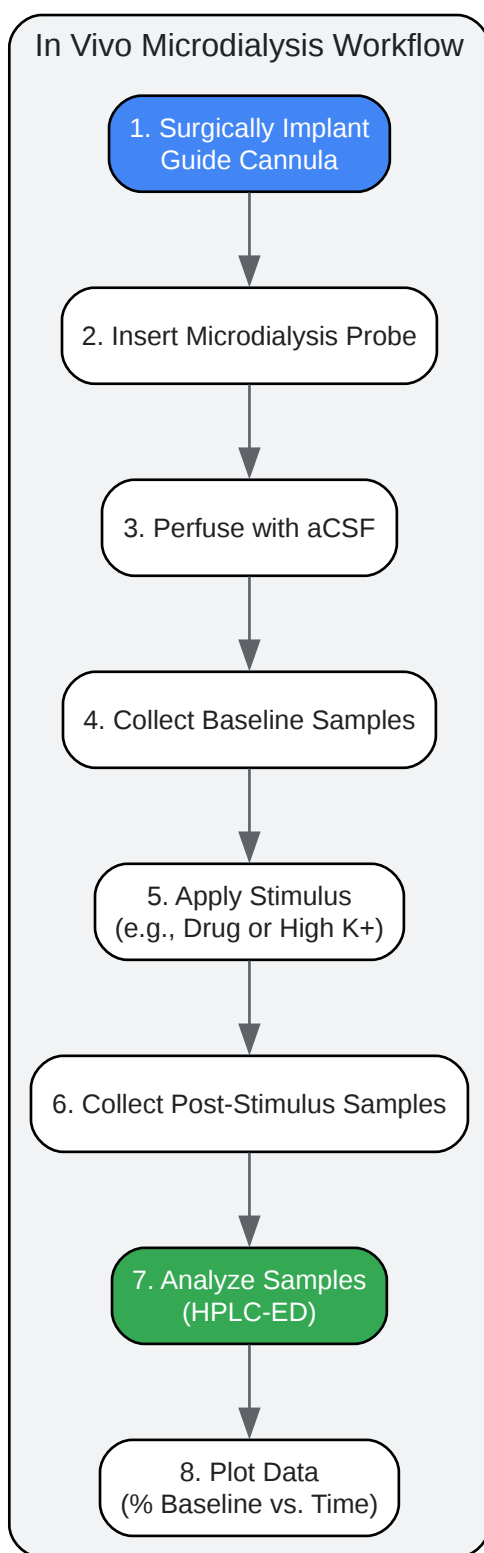 In Vivo Microdialysis Workflow
1. Surgically Implant
Guide Cannula
2. Insert Microdialysis Probe
3. Perfuse with aCSF
4. Collect Baseline Samples
5. Apply Stimulus
(e.g., Drug or High K+)
6. Collect Post-Stimulus Samples
7. Analyze Samples
(HPLC-ED)
8. Plot Data
(% Baseline vs. Time)